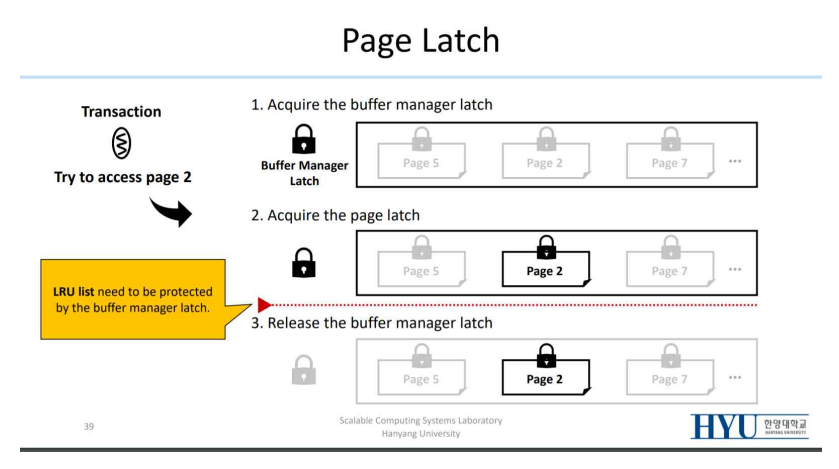 Page Latch
Transaction
Try to access page 2
1. Acquire the buffer manager latch
Buffer Manager
Latch
Page 5
Page 2
Page 7
...
2. Acquire the page latch
Page 5
Page 2
Page 7
...
LRU list need to be protected
by the buffer manager latch.
3. Release the buffer manager latch
Page 5
Page 2
Page 7
...
39
Scalable Computing Systems Laboratory
Hanyang University
HYU
한양대학교
HANYANG UNIVERSITY